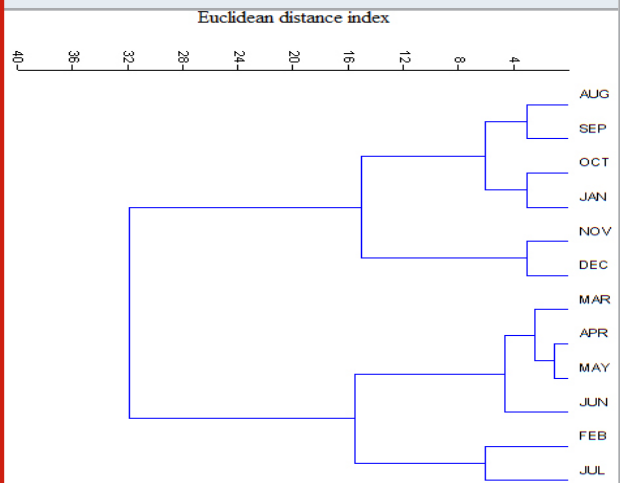 Euclidean distance index
40 36 32 28 24 20 16 12 8 4
AUG
SEP
OCT
JAN
NOV
DEC
MAR
APR
MAY
JUN
FEB
JUL